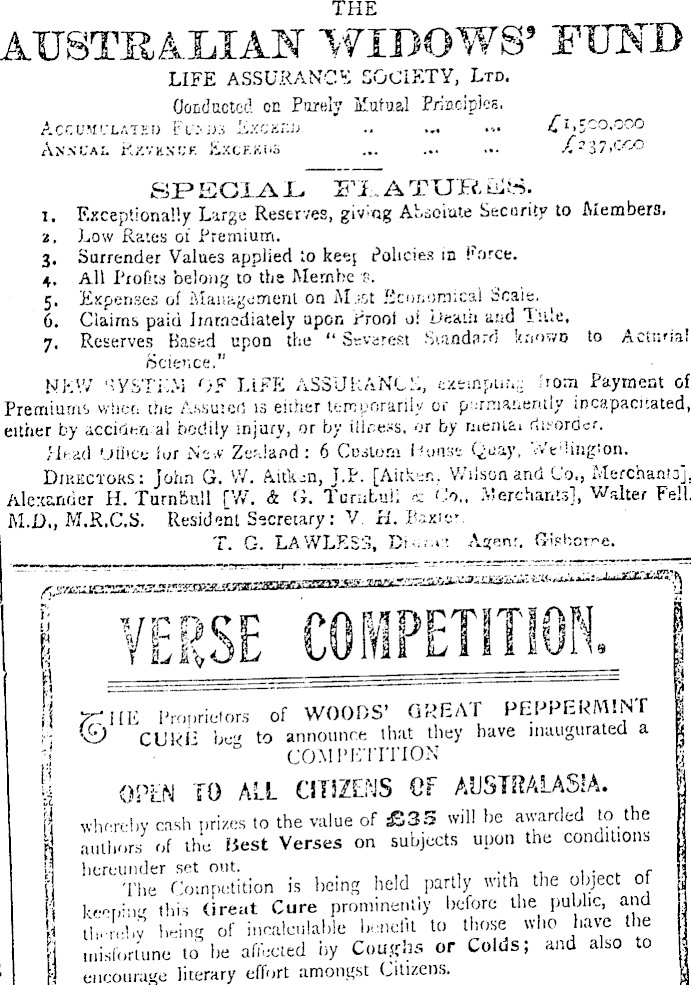 THE
AUSTRALIAN WIDOWS' FUND
LIFE ASSURANCE SOCIETY, LTD.
Conducted on Purely Mutual Principles.
ACCUMULATED FUNDS EXCEED .. ... ... £1,500,000
ANNUAL REVENUE EXCEEDS ... ... ... £237,000
SPECIAL FEATURES.
1. Exceptionally Large Reserves, giving Absolute Security to Members.
2. Low Rates of Premium.
3. Surrender Values applied to keep Policies in Force.
4. All Profits belong to the Members.
5. Expenses of Management on Most Economical Scale.
6. Claims paid Immediately upon Proof of Death and Title.
7. Reserves Based upon the "Severest Standard known to Acturial
Science."
NEW SYSTEM OF LIFE ASSURANCE, exempting from Payment of
Premiums when the Assured is either temporarily or permanently incapacitated,
either by accidental bodily injury, or by illness, or by mental disorder.
Head Office for New Zealand: 6 Custom House Quay, Wellington.
DIRECTORS: John G. W. Aitken, J.P. [Aitken, Wilson and Co., Merchants],
Alexander H. Turnbull [W. & G. Turnbull & Co., Merchants], Walter Fell,
M.D., M.R.C.S. Resident Secretary: V. H. Baxter.
T. G. LAWLESS, District Agent, Gisborne.
VERSE COMPETITION.
THE Proprietors of WOODS' GREAT PEPPERMINT
CURE beg to announce that they have inaugurated a
COMPETITION
OPEN TO ALL CITIZENS OF AUSTRALASIA.
whereby cash prizes to the value of £35 will be awarded to the
authors of the Best Verses on subjects upon the conditions
hereunder set out.
The Competition is being held partly with the object of
keeping this Great Cure prominently before the public, and
thereby being of incalculable benefit to those who have the
misfortune to be affected by Coughs or Colds; and also to
encourage literary effort amongst Citizens.